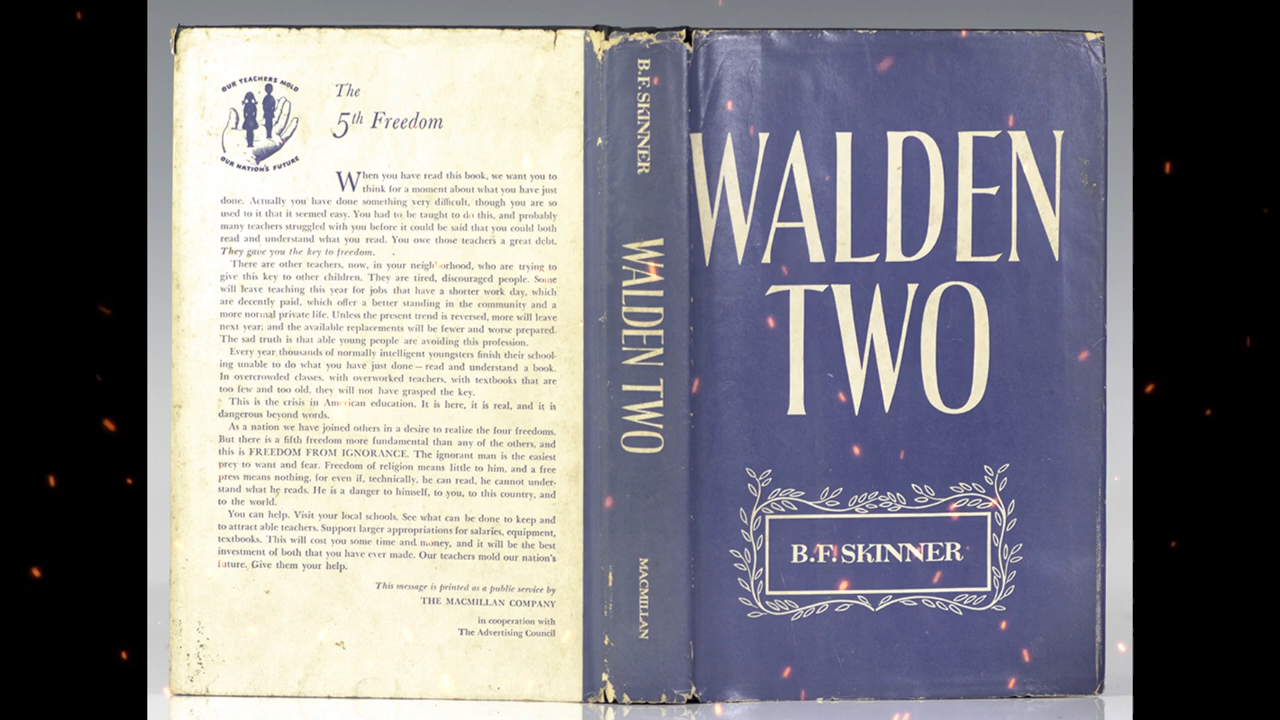 OUR TEACHERS MOLD
OUR NATION'S FUTURE
The
5th Freedom
When you have read this book, we want you to
think for a moment about what you have just
done. Actually you have done something very difficult, though you are so
used to it that it seemed easy. You had to be taught to do this, and probably
many teachers struggled with you before it could be said that you could both
read and understand what you read. You owe those teachers a great debt.
They gave you the key to freedom.
There are other teachers, now, in your neighborhood, who are trying to
give this key to other children. They are tired, discouraged people. Some
will leave teaching this year for jobs that have a shorter work day, which
are decently paid, which offer a better standing in the community and a
more normal private life. Unless the present trend is reversed, more will leave
next year; and the available replacements will be fewer and worse prepared.
The sad truth is that able young people are avoiding this profession.
Every year thousands of normally intelligent youngsters finish their school-
ing unable to do what you have just done — read and understand a book.
In overcrowded classes, with overworked teachers, with textbooks that are
too few and too old, they will not have grasped the key.
This is the crisis in American education. It is here, it is real, and it is
dangerous beyond words.
As a nation we have joined others in a desire to realize the four freedoms.
But there is a fifth freedom more fundamental than any of the others, and
this is FREEDOM FROM IGNORANCE. The ignorant man is the easiest
prey to want and fear. Freedom of religion means little to him, and a free
press means nothing, for even if, technically, he can read, he cannot under-
stand what he reads. He is a danger to himself, to you, to this country, and
to the world.
You can help. Visit your local schools. See what can be done to keep and
to attract able teachers. Support larger appropriations for salaries, equipment,
textbooks. This will cost you some time and money, and it will be the best
investment of both that you have ever made. Our teachers mold our nation's
future. Give them your help.
This message is printed as a public service by
THE MACMILLAN COMPANY
in cooperation with
The Advertising Council
B.F. SKINNER
WALDEN TWO
MACMILLAN
WALDEN
TWO
B.F. SKINNER